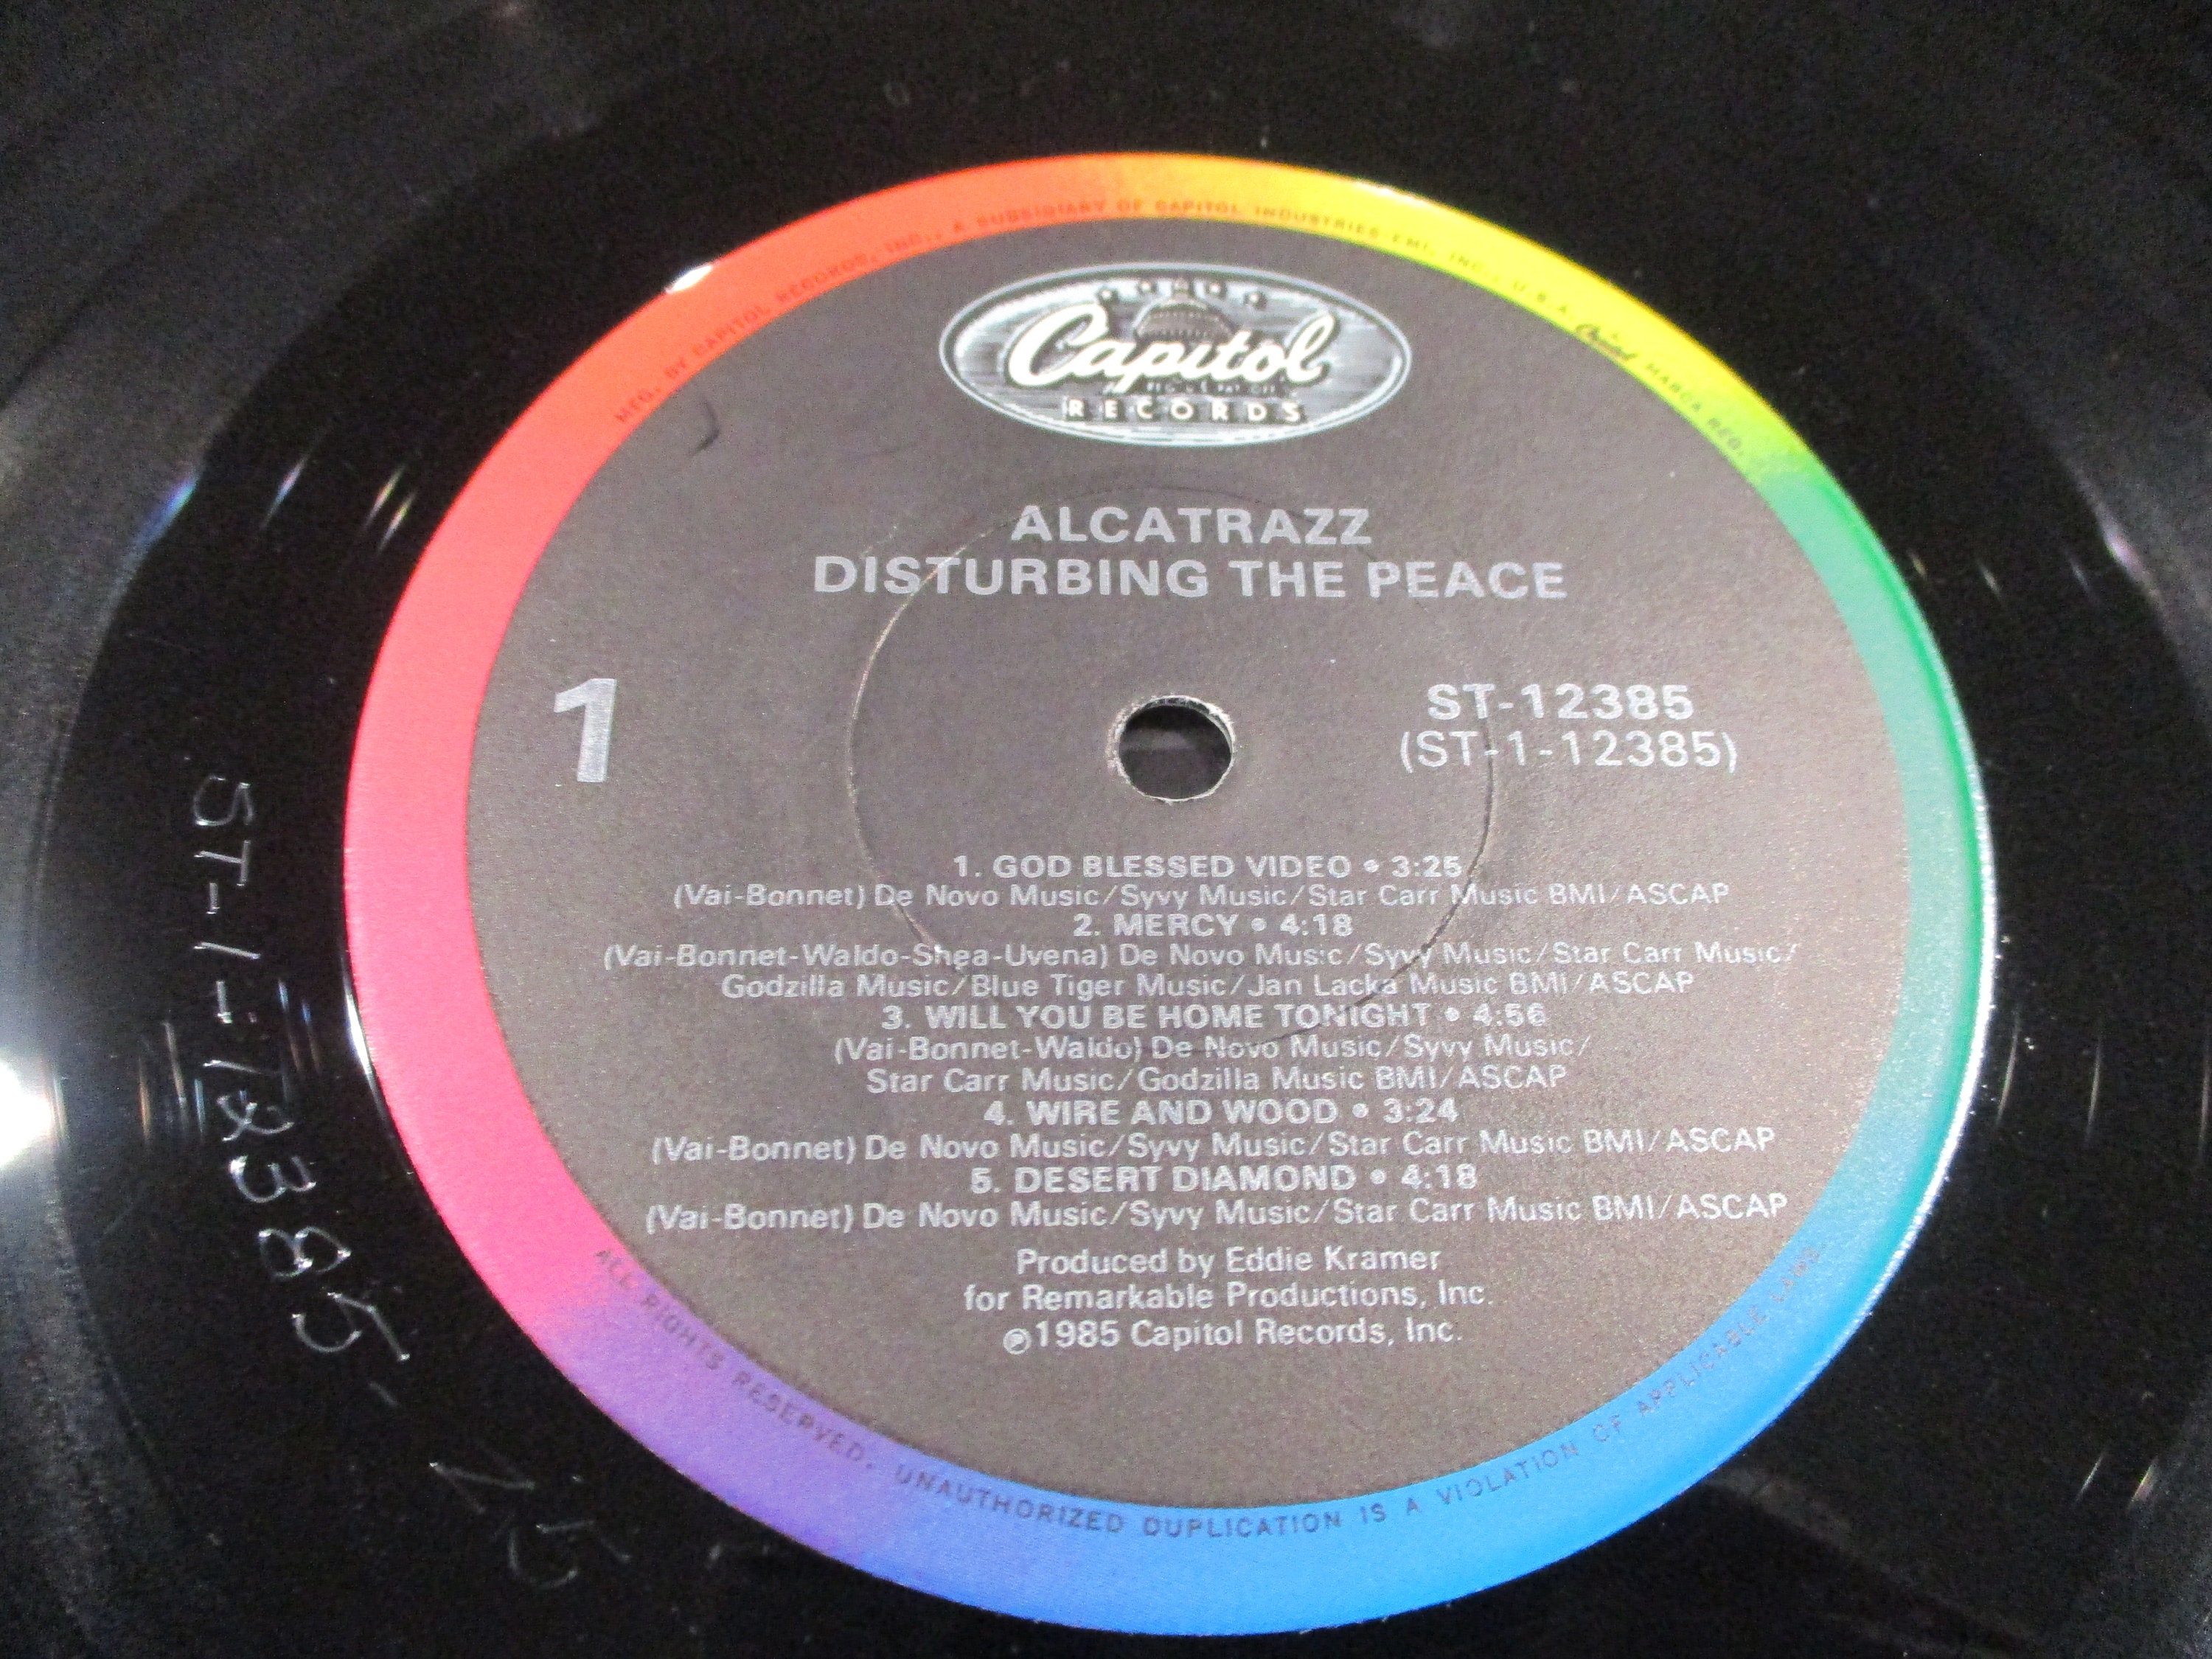 MFG. BY CAPITOL RECORDS, INC., A SUBSIDIARY OF CAPITOL INDUSTRIES-EMI, INC., U.S.A. Capitol MARCA REG.
Capitol
RECORDS
ALCATRAZZ
DISTURBING THE PEACE
1
ST-12385
(ST-1-12385)
1. GOD BLESSED VIDEO • 3:25
(Vai-Bonnet) De Novo Music/Syvy Music/Star Carr Music BMI/ASCAP
2. MERCY • 4:18
(Vai-Bonnet-Waldo-Shea-Uvena) De Novo Music/Syvy Music/Star Carr Music/
Godzilla Music/Blue Tiger Music/Jan Lacka Music BMI/ASCAP
3. WILL YOU BE HOME TONIGHT • 4:56
(Vai-Bonnet-Waldo) De Novo Music/Syvy Music/
Star Carr Music/Godzilla Music BMI/ASCAP
4. WIRE AND WOOD • 3:24
(Vai-Bonnet) De Novo Music/Syvy Music/Star Carr Music BMI/ASCAP
5. DESERT DIAMOND • 4:18
(Vai-Bonnet) De Novo Music/Syvy Music/Star Carr Music BMI/ASCAP
Produced by Eddie Kramer
for Remarkable Productions, Inc.
℗1985 Capitol Records, Inc.
ALL RIGHTS RESERVED. UNAUTHORIZED DUPLICATION IS A VIOLATION OF APPLICABLE LAWS.
ST-1-12385